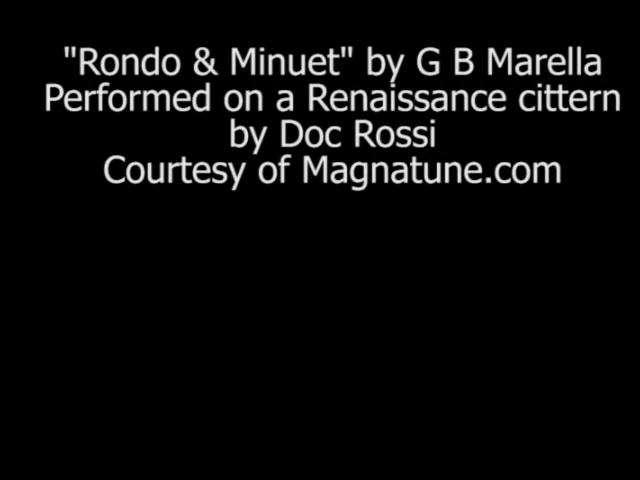 "Rondo & Minuet" by G B Marella
Performed on a Renaissance cittern
by Doc Rossi
Courtesy of Magnatune.com